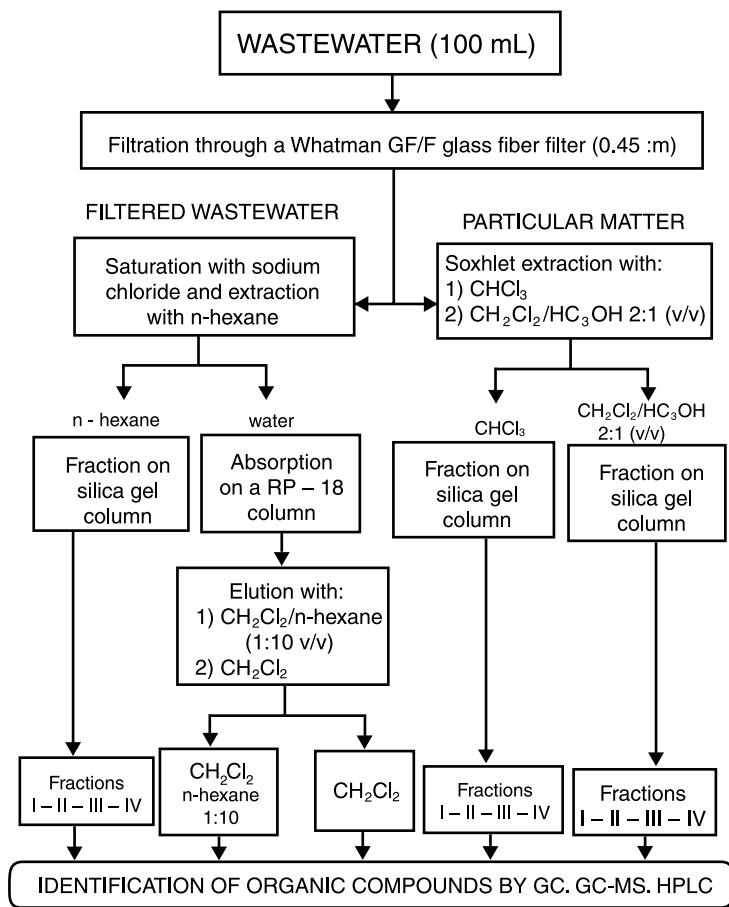 WASTEWATER (100 mL)
Filtration through a Whatman GF/F glass fiber filter (0.45 :m)
FILTERED WASTEWATER
PARTICULAR MATTER
Saturation with sodium
chloride and extraction
with n-hexane
Soxhlet extraction with:
1) CHCl₃
2) CH₂Cl₂/HC₃OH 2:1 (v/v)
n - hexane
water
CHCl₃
CH₂Cl₂/HC₃OH
2:1 (v/v)
Fraction on
silica gel
column
Absorption
on a RP – 18
column
Fraction on
silica gel
column
Fraction on
silica gel
column
Elution with:
1) CH₂Cl₂/n-hexane
(1:10 v/v)
2) CH₂Cl₂
Fractions
I – II – III – IV
CH₂Cl₂
n-hexane
1:10
CH₂Cl₂
Fractions
I – II – III – IV
Fractions
I – II – III – IV
IDENTIFICATION OF ORGANIC COMPOUNDS BY GC. GC-MS. HPLC